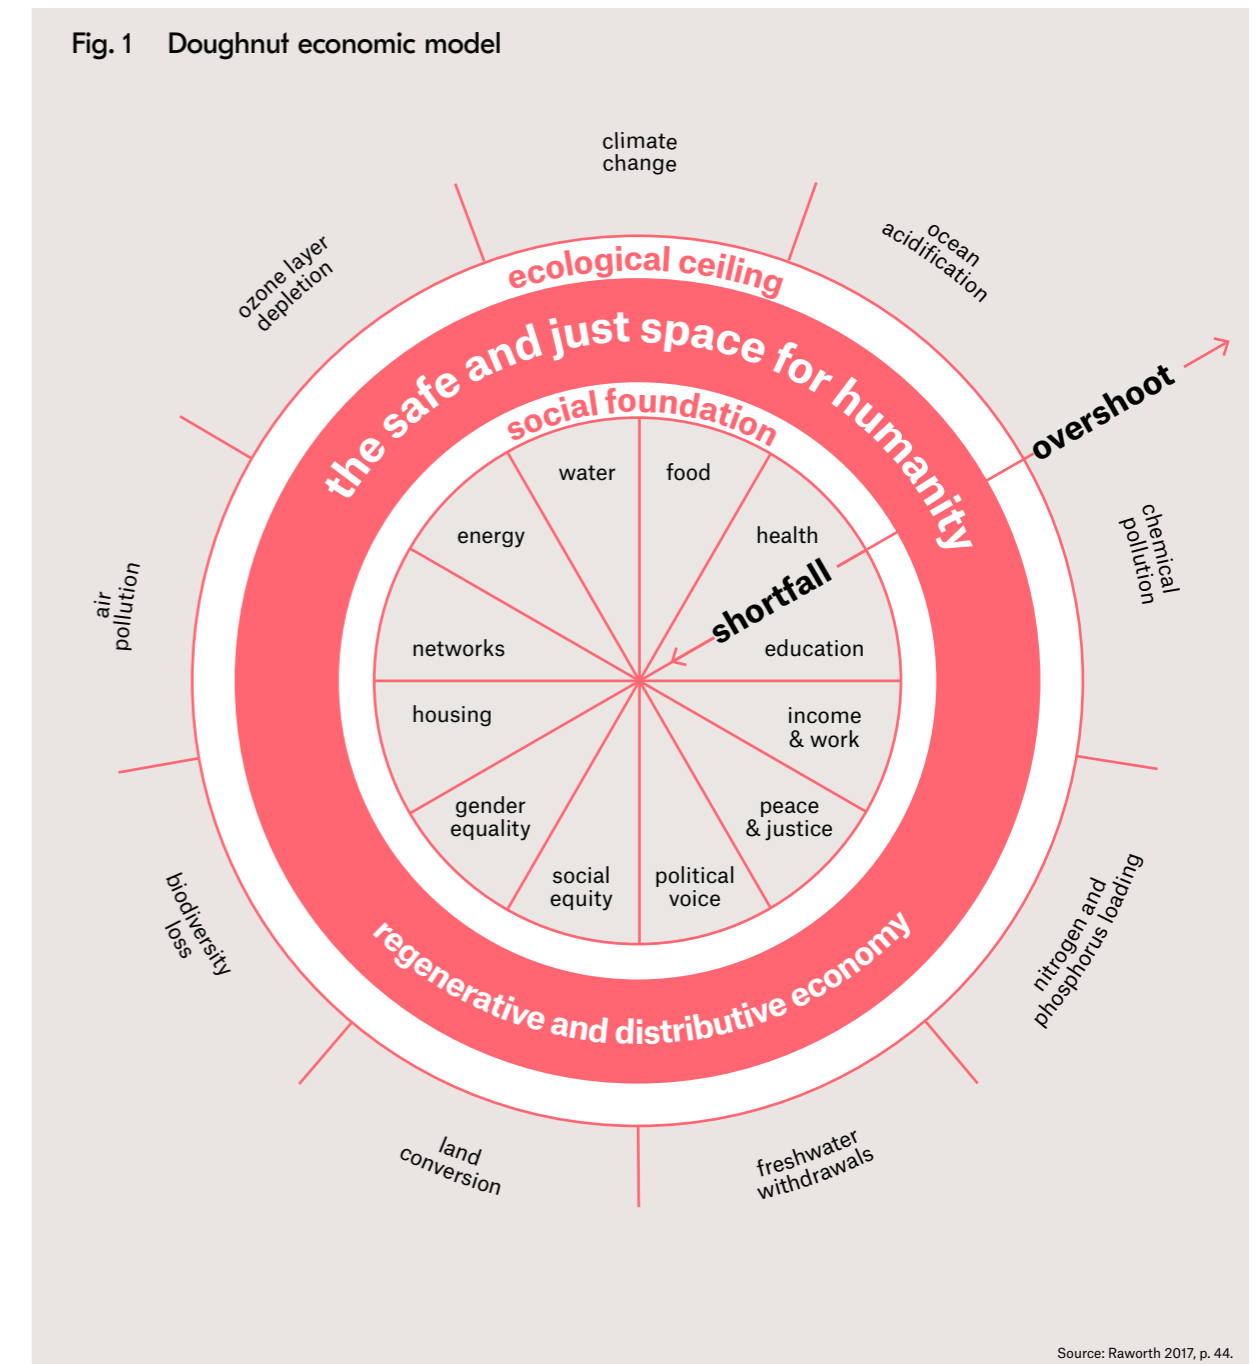 Fig. 1 Doughnut economic model
climate
change
ocean
acidification
chemical
pollution
nitrogen and
phosphorus loading
freshwater
withdrawals
land
conversion
biodiversity
loss
air
pollution
ozone layer
depletion
overshoot
ecological ceiling
the safe and just space for humanity
social foundation
water
food
health
shortfall
education
income
& work
peace
& justice
political
voice
social
equity
gender
equality
housing
networks
energy
regenerative and distributive economy
Source: Raworth 2017, p. 44.